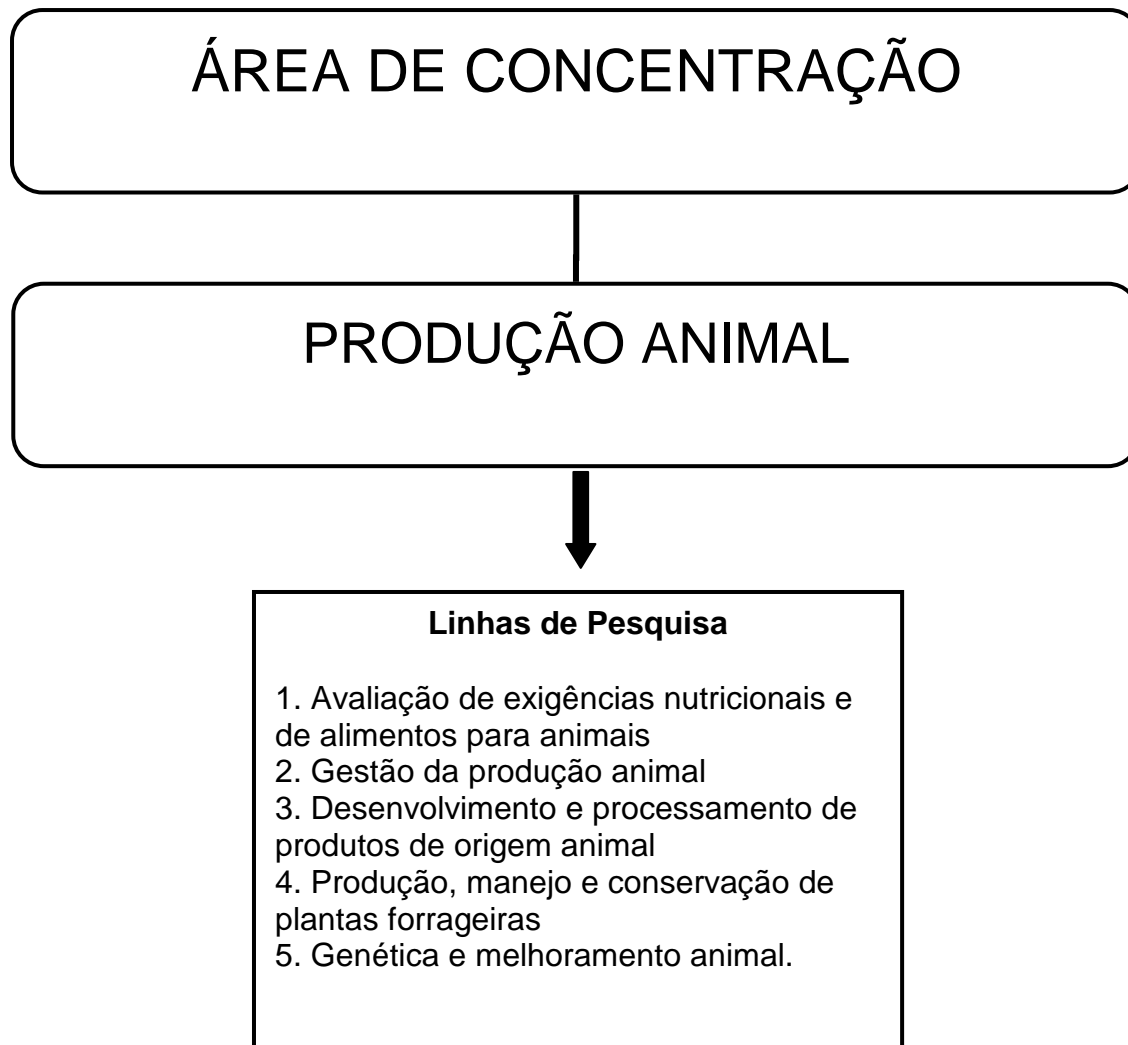 ÁREA DE CONCENTRAÇÃO
PRODUÇÃO ANIMAL
Linhas de Pesquisa
1. Avaliação de exigências nutricionais e
de alimentos para animais
2. Gestão da produção animal
3. Desenvolvimento e processamento de
produtos de origem animal
4. Produção, manejo e conservação de
plantas forrageiras
5. Genética e melhoramento animal.